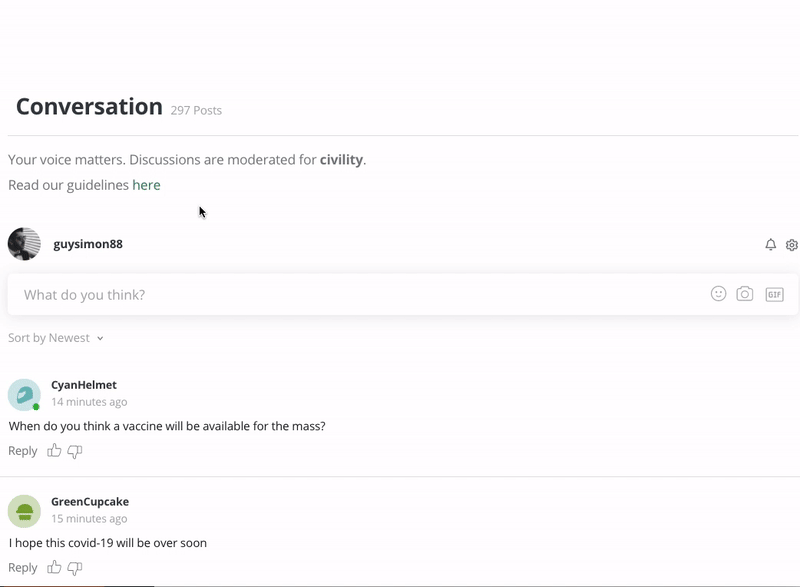 Conversation 297 Posts
Your voice matters. Discussions are moderated for civility.
Read our guidelines here
guysimon88
What do you think?
GIF
Sort by Newest
CyanHelmet
14 minutes ago
When do you think a vaccine will be available for the mass?
Reply
GreenCupcake
15 minutes ago
I hope this covid-19 will be over soon
Reply